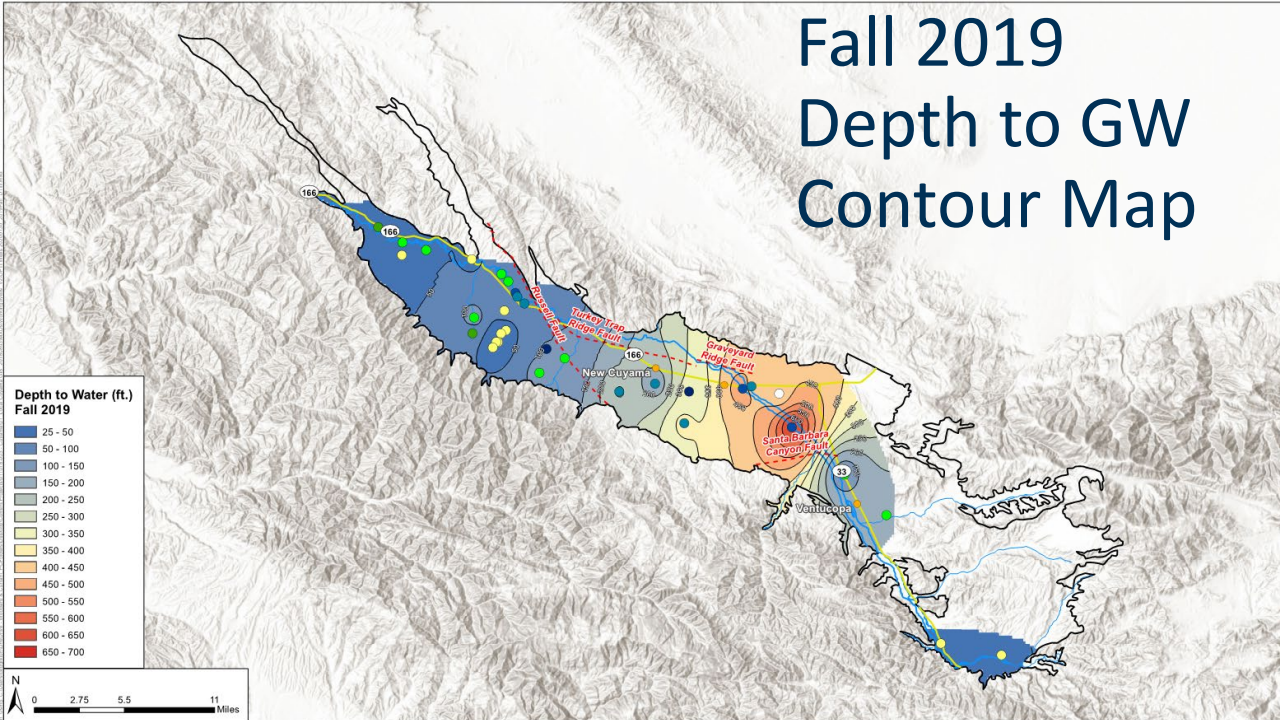 Fall 2019
Depth to GW
Contour Map
166
166
Russell Fault
Turkey Trap
Ridge Fault
166
New Cuyama
Graveyard
Ridge Fault
Santa Barbara
Canyon Fault
33
Ventucopa
Depth to Water (ft.)
Fall 2019
25 - 50
50 - 100
100 - 150
150 - 200
200 - 250
250 - 300
300 - 350
350 - 400
400 - 450
450 - 500
500 - 550
550 - 600
600 - 650
650 - 700
N
0 2.75 5.5 11
Miles